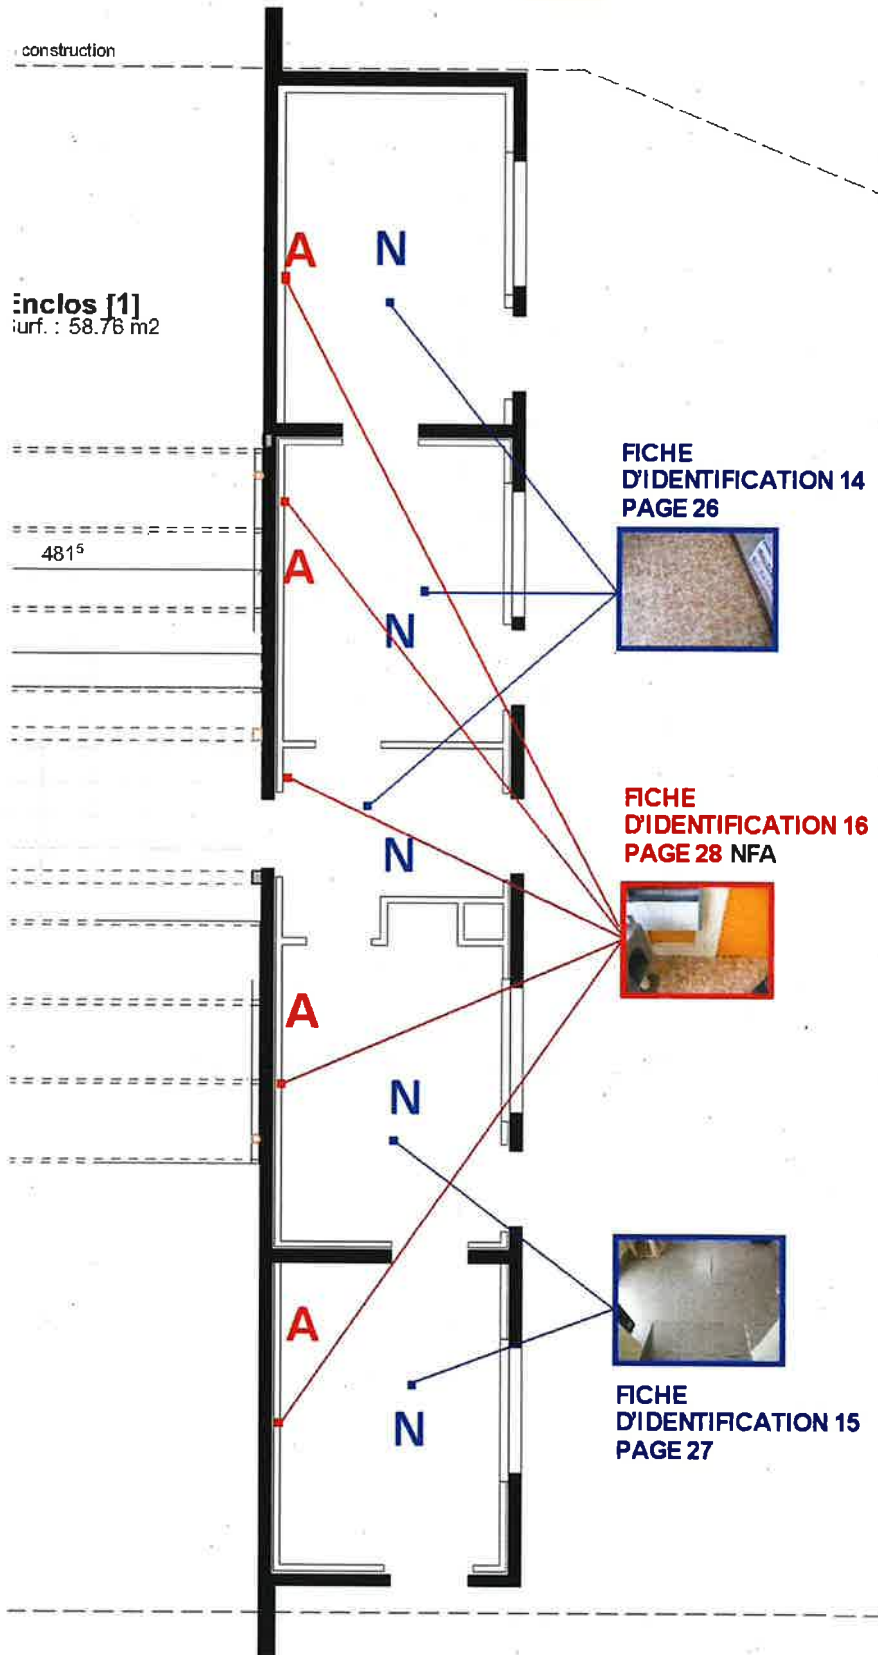 construction
A
N
Enclos [1]
Surf. : 58.76 m2
FICHE
D'IDENTIFICATION 14
PAGE 26
481⁵
A
N
FICHE
D'IDENTIFICATION 16
PAGE 28 NFA
N
A
N
A
FICHE
D'IDENTIFICATION 15
PAGE 27
N